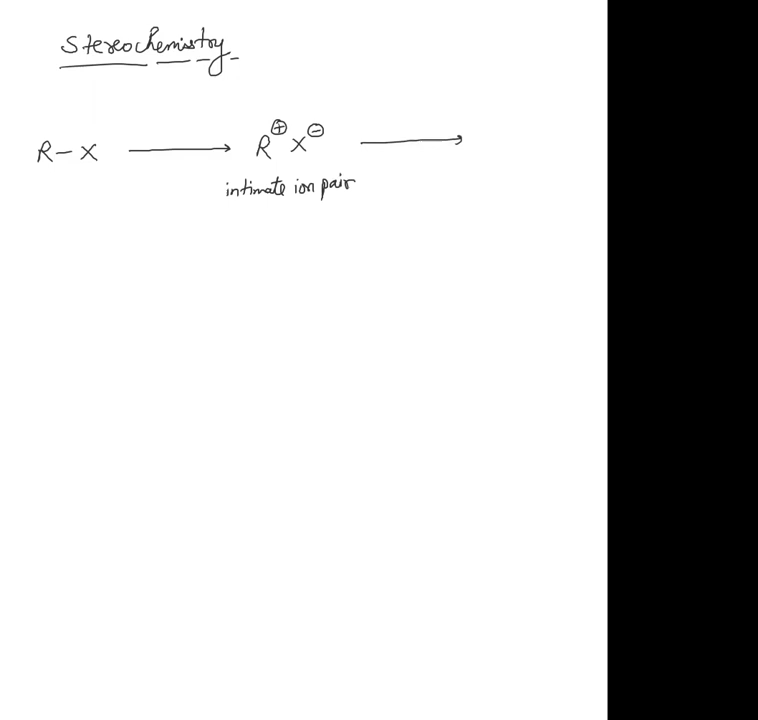 Stereochemistry
R-X ⟶ R⊕ X⊖ ⟶
intimate ion pair